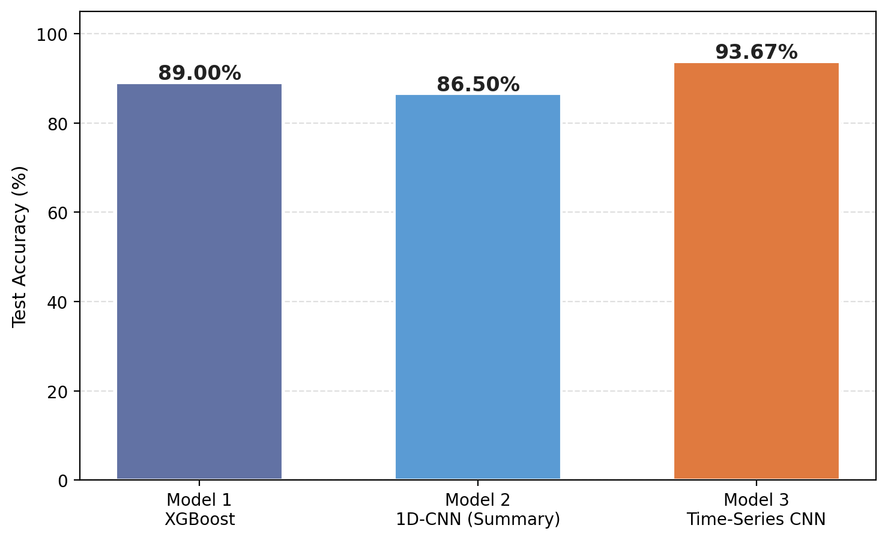 89.00%
86.50%
93.67%
Test Accuracy (%)
100
80
60
40
20
0
Model 1
XGBoost
Model 2
1D-CNN (Summary)
Model 3
Time-Series CNN